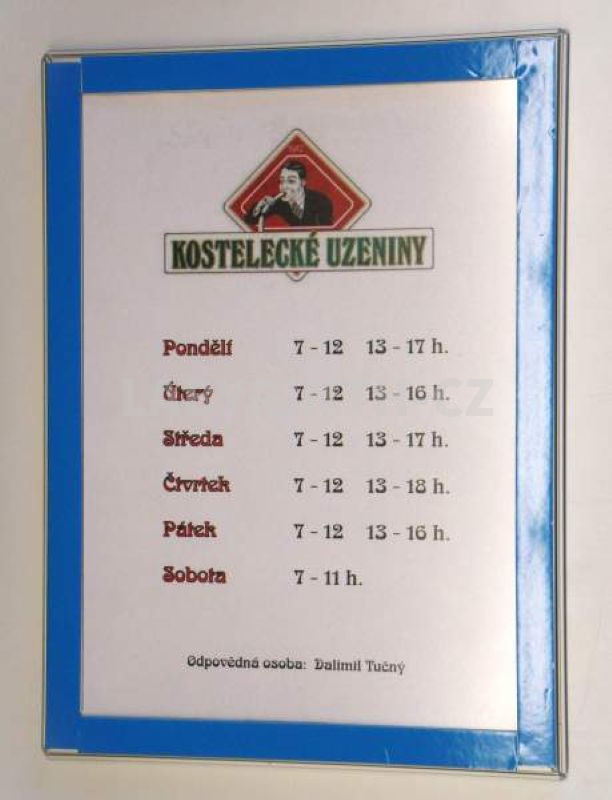 KOSTELECKÉ UZENINY
Pondělí 7 - 12 13 - 17 h.
Úterý 7 - 12 13 - 16 h.
Středa 7 - 12 13 - 17 h.
Čtvrtek 7 - 12 13 - 18 h.
Pátek 7 - 12 13 - 16 h.
Sobota 7 - 11 h.
Odpovědná osoba: Dalimil Tučný